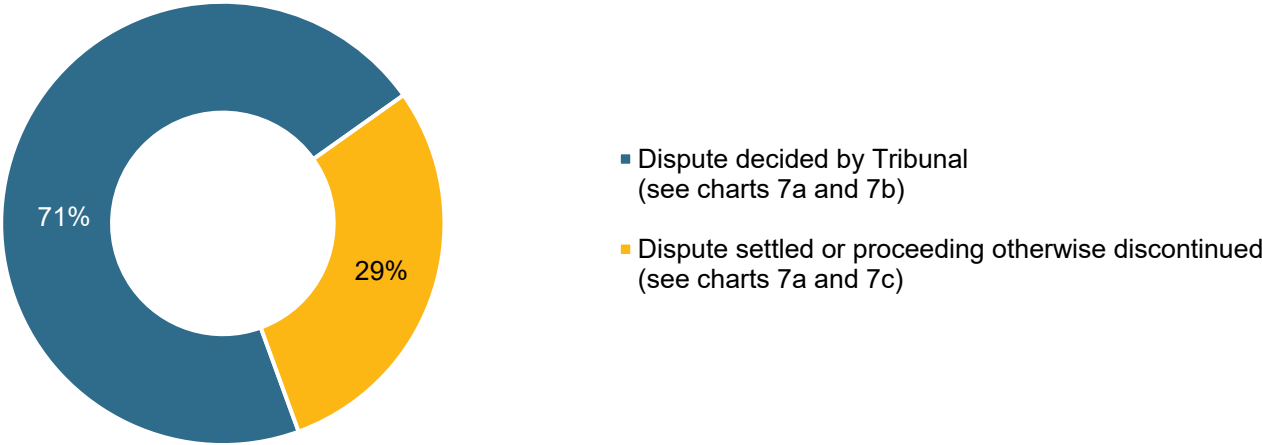 71%
29%
Dispute decided by Tribunal
(see charts 7a and 7b)
Dispute settled or proceeding otherwise discontinued
(see charts 7a and 7c)